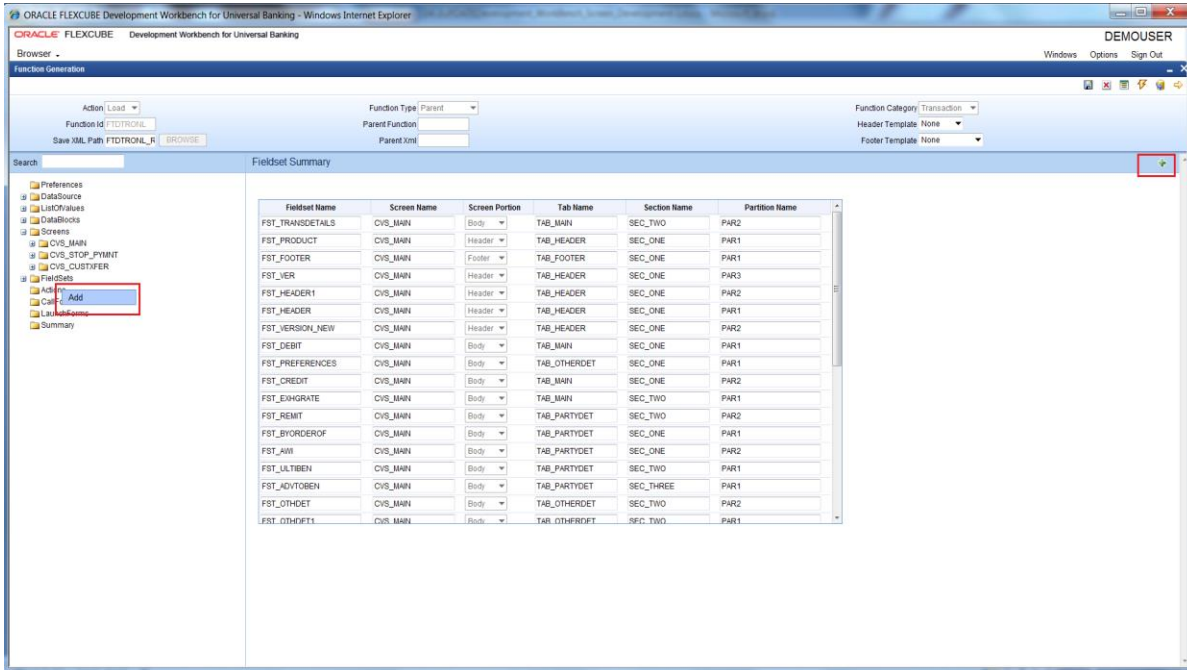 ORACLE FLEXCUBE Development Workbench for Universal Banking - Windows Internet Explorer
ORACLE FLEXCUBE Development Workbench for Universal Banking DEMOUSER
Browser Windows Options Sign Out
Function Generation
Action Load Function Type Parent Function Category Transaction
Function Id FTDTRONL Parent Function Header Template None
Save XML Path FTDTRONL_R BROWSE Parent Xml Footer Template None
Search Fieldset Summary
Preferences
DataSource
ListOfValues
DataBlocks
Screens
CVS_MAIN
CVS_STOP_PYMNT
CVS_CUSTXFER
FieldSets
Add
LaunchForms
Summary
Fieldset Name Screen Name Screen Portion Tab Name Section Name Partition Name
FST_TRANSDETAILS CVS_MAIN Body TAB_MAIN SEC_TWO PAR2
FST_PRODUCT CVS_MAIN Header TAB_HEADER SEC_ONE PAR1
FST_FOOTER CVS_MAIN Footer TAB_FOOTER SEC_ONE PAR1
FST_VER CVS_MAIN Header TAB_HEADER SEC_ONE PAR3
FST_HEADER1 CVS_MAIN Header TAB_HEADER SEC_ONE PAR2
FST_HEADER CVS_MAIN Header TAB_HEADER SEC_ONE PAR1
FST_VERSION_NEW CVS_MAIN Header TAB_HEADER SEC_ONE PAR2
FST_DEBIT CVS_MAIN Body TAB_MAIN SEC_ONE PAR1
FST_PREFERENCES CVS_MAIN Body TAB_OTHERDET SEC_ONE PAR1
FST_CREDIT CVS_MAIN Body TAB_MAIN SEC_ONE PAR2
FST_EXHGRATE CVS_MAIN Body TAB_MAIN SEC_TWO PAR1
FST_REMIT CVS_MAIN Body TAB_PARTYDET SEC_TWO PAR2
FST_BYORDEROF CVS_MAIN Body TAB_PARTYDET SEC_ONE PAR1
FST_AWI CVS_MAIN Body TAB_PARTYDET SEC_ONE PAR2
FST_ULTIBEN CVS_MAIN Body TAB_PARTYDET SEC_TWO PAR1
FST_ADVTOBEN CVS_MAIN Body TAB_PARTYDET SEC_THREE PAR1
FST_OTHDET CVS_MAIN Body TAB_OTHERDET SEC_TWO PAR2
FST_OTHDET1 CVS_MAIN Body TAB_OTHERDET SEC_TWO PAR1